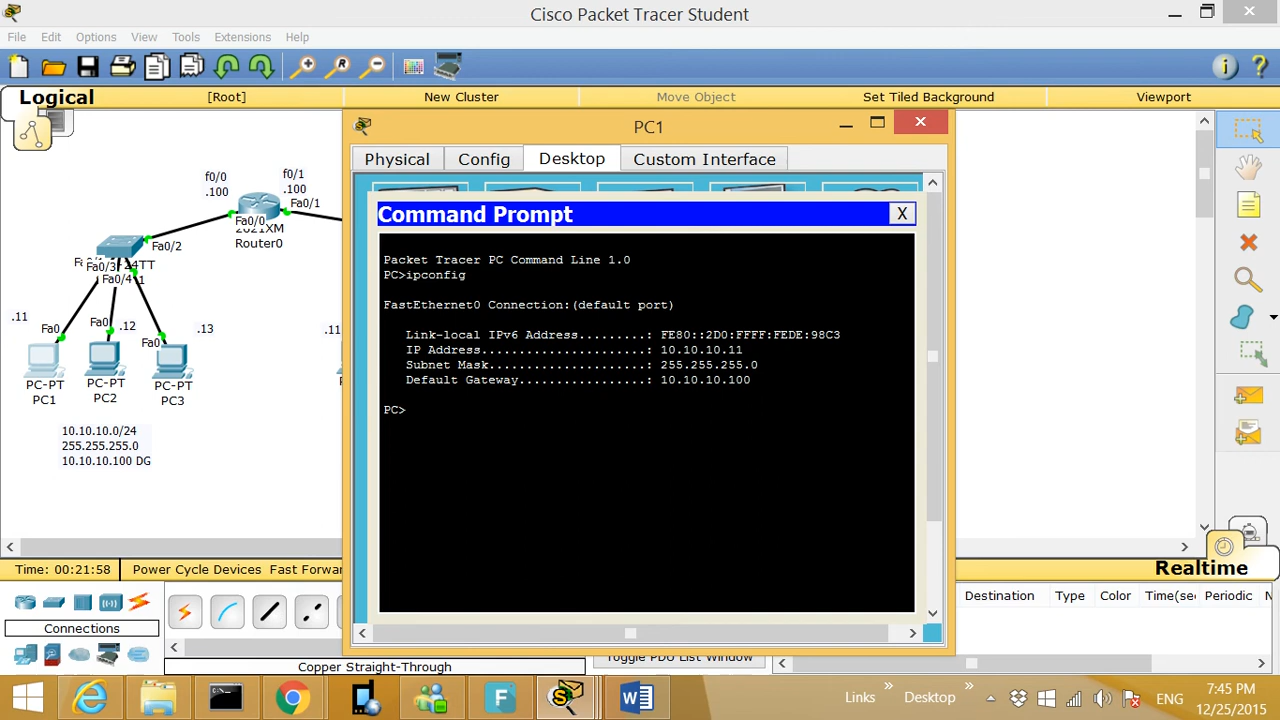 Cisco Packet Tracer Student
File Edit Options View Tools Extensions Help
Logical [Root] New Cluster Move Object Set Tiled Background Viewport
f0/0
.100
f0/1
.100
Fa0/0
Fa0/1
2621XM
Router0
Fa0/2
Fa0/3
24TT
Fa0/4
1
.11
Fa0
Fa0
.12
Fa0
.13
.11
PC-PT
PC1
PC-PT
PC2
PC-PT
PC3
10.10.10.0/24
255.255.255.0
10.10.10.100 DG
PC1
Physical Config Desktop Custom Interface
Command Prompt X
Packet Tracer PC Command Line 1.0
PC>ipconfig
FastEthernet0 Connection:(default port)
Link-local IPv6 Address.........: FE80::2D0:FFFF:FEDE:98C3
IP Address......................: 10.10.10.11
Subnet Mask.....................: 255.255.255.0
Default Gateway.................: 10.10.10.100
PC>
Time: 00:21:58 Power Cycle Devices Fast Forwar
Realtime
Connections
Copper Straight-Through
Toggle PDU List Window
Destination Type Color Time(sec Periodic N
Links » Desktop » ENG
7:45 PM
12/25/2015